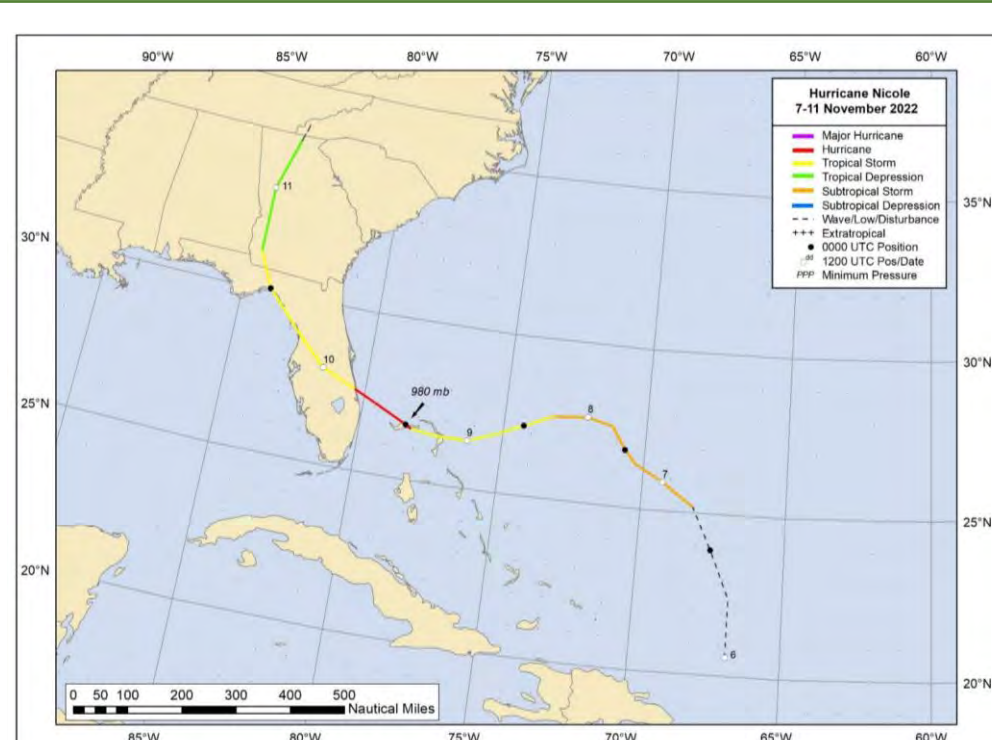 90°W 85°W 80°W 75°W 70°W 65°W 60°W
Hurricane Nicole
7-11 November 2022
Major Hurricane
Hurricane
Tropical Storm
Tropical Depression
Subtropical Storm
Subtropical Depression
Wave/Low/Disturbance
+++ Extratropical
0000 UTC Position
dd 1200 UTC Pos/Date
PPP Minimum Pressure
11
35°W
30°N
10
30°N
980 mb
25°N
8
9
7
25°N
20°N
6
20°N
0 50 100 200 300 400 500
Nautical Miles
85°W 80°W 75°W 70°W 65°W 60°W